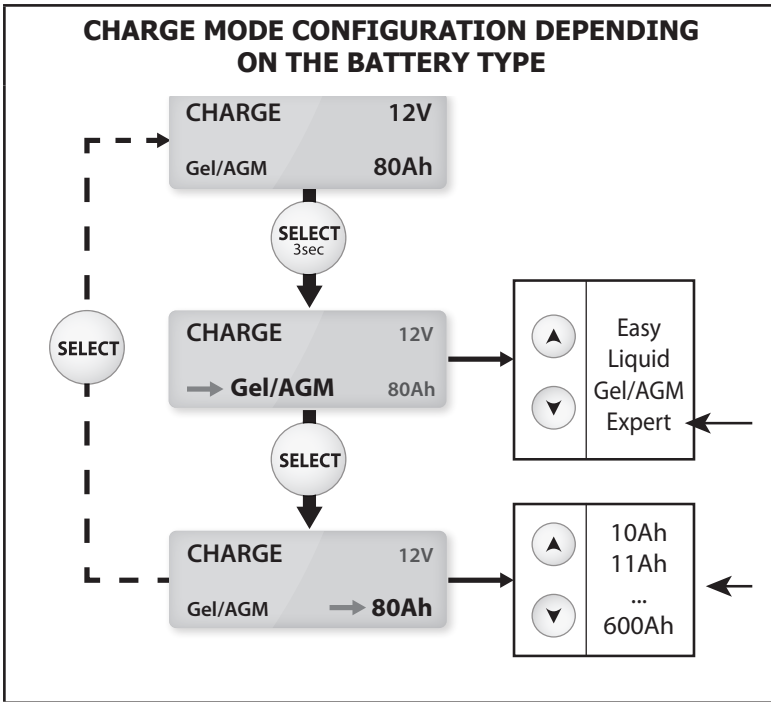 CHARGE MODE CONFIGURATION DEPENDING
ON THE BATTERY TYPE
CHARGE 12V
Gel/AGM 80Ah
SELECT
3sec
CHARGE 12V
Gel/AGM 80Ah
SELECT
Easy
Liquid
Gel/AGM
Expert
SELECT
CHARGE 12V
Gel/AGM 80Ah
10Ah
11Ah
...
600Ah